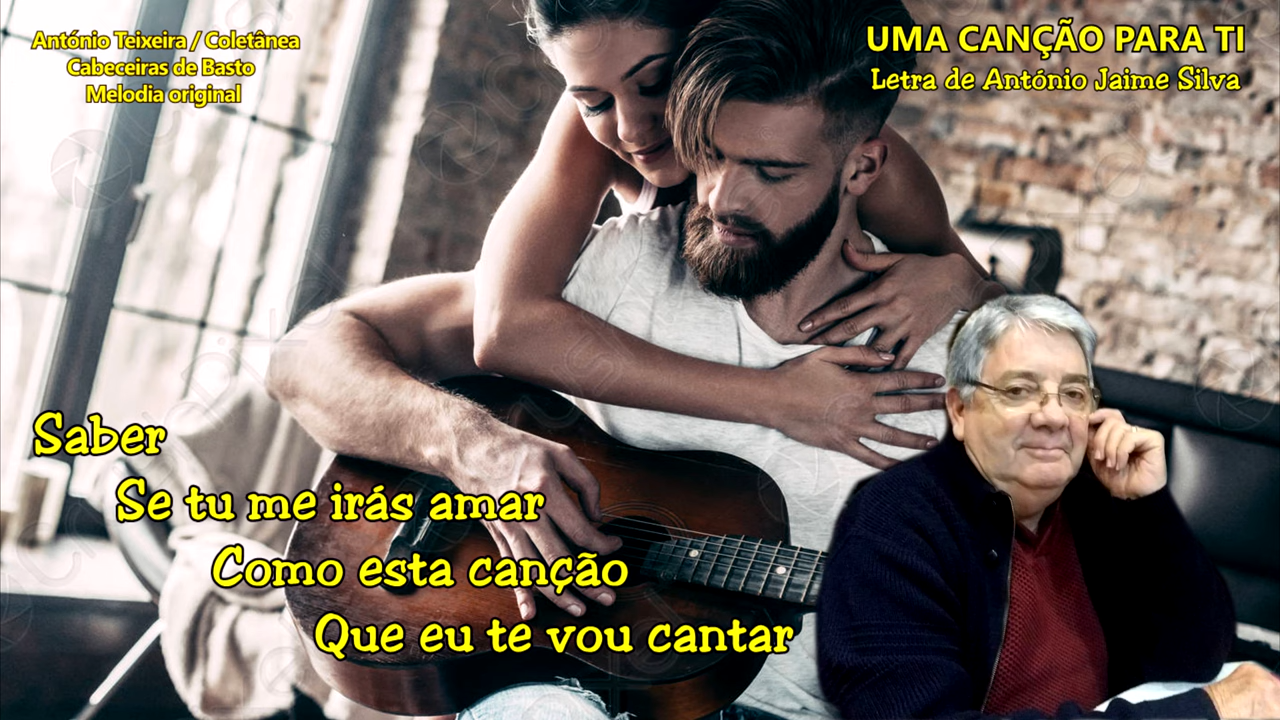 António Teixeira / Coletânea
Cabeceiras de Basto
Melodia original
UMA CANÇÃO PARA TI
Letra de António Jaime Silva
Saber
Se tu me irás amar
Como esta canção
Que eu te vou cantar